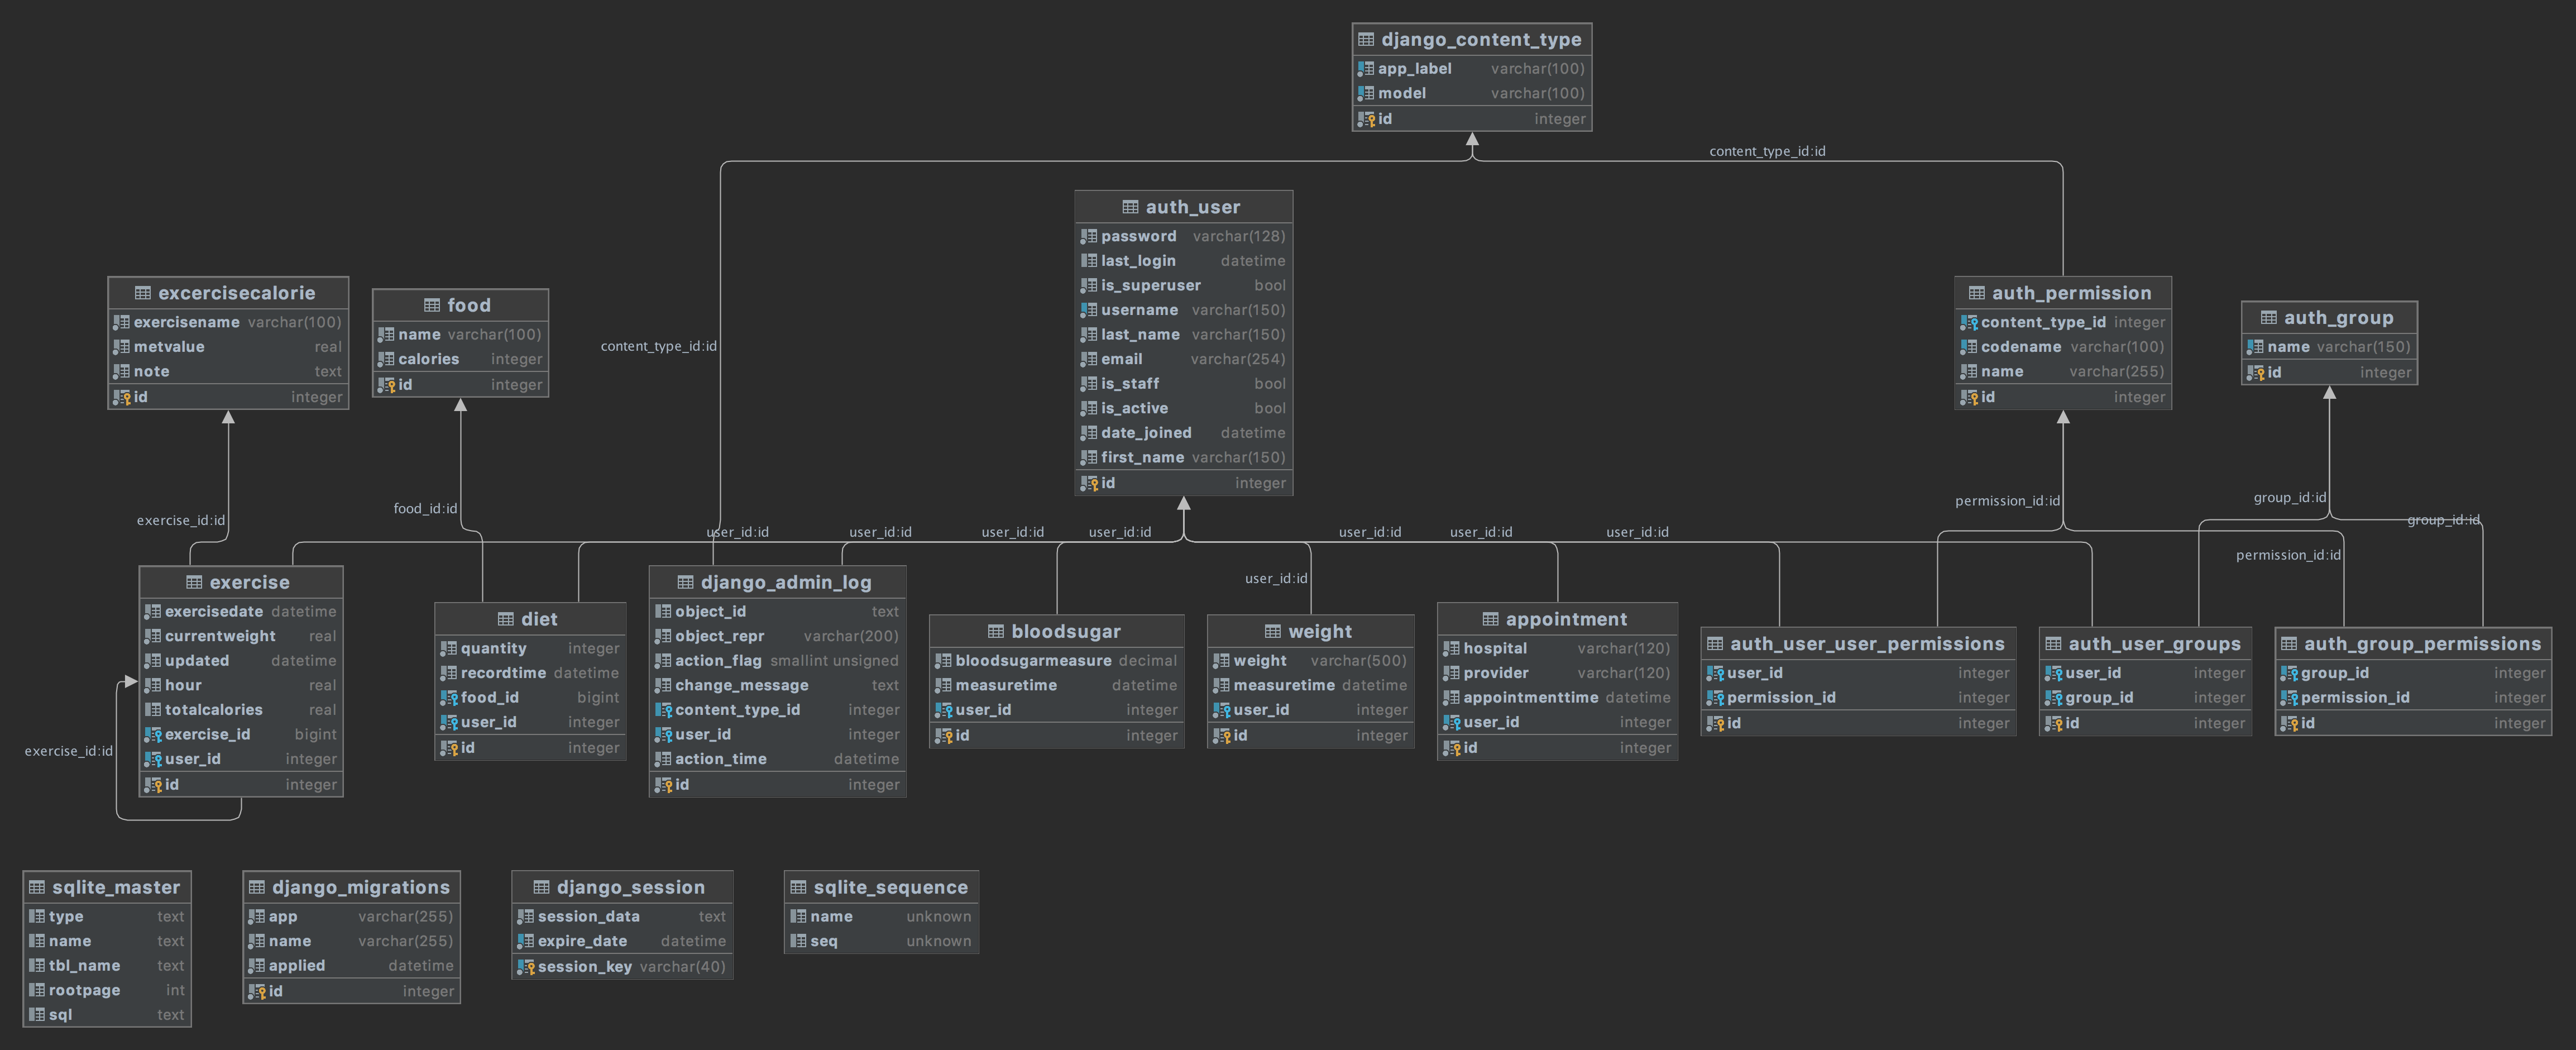 django_content_type
app_label varchar(100)
model varchar(100)
id integer
content_type_id:id
auth_user
password varchar(128)
last_login datetime
is_superuser bool
username varchar(150)
last_name varchar(150)
email varchar(254)
is_staff bool
is_active bool
date_joined datetime
first_name varchar(150)
id integer
excercisecalorie
exercisename varchar(100)
metvalue real
note text
id integer
food
name varchar(100)
calories integer
id integer
content_type_id:id
auth_permission
content_type_id integer
codename varchar(100)
name varchar(255)
id integer
auth_group
name varchar(150)
id integer
exercise_id:id
food_id:id
user_id:id
user_id:id
user_id:id
user_id:id
user_id:id
user_id:id
user_id:id
user_id:id
permission_id:id
group_id:id
group_id:id
permission_id:id
exercise
exercisedate datetime
currentweight real
updated datetime
hour real
totalcalories real
exercise_id bigint
user_id integer
id integer
exercise_id:id
diet
quantity integer
recordtime datetime
food_id bigint
user_id integer
id integer
django_admin_log
object_id text
object_repr varchar(200)
action_flag smallint unsigned
change_message text
content_type_id integer
user_id integer
action_time datetime
id integer
bloodsugar
bloodsugarmeasure decimal
measuretime datetime
user_id integer
id integer
weight
weight varchar(500)
measuretime datetime
user_id integer
id integer
appointment
hospital varchar(120)
provider varchar(120)
appointmenttime datetime
user_id integer
id integer
auth_user_user_permissions
user_id integer
permission_id integer
id integer
auth_user_groups
user_id integer
group_id integer
id integer
auth_group_permissions
group_id integer
permission_id integer
id integer
sqlite_master
type text
name text
tbl_name text
rootpage int
sql text
django_migrations
app varchar(255)
name varchar(255)
applied datetime
id integer
django_session
session_data text
expire_date datetime
session_key varchar(40)
sqlite_sequence
name unknown
seq unknown